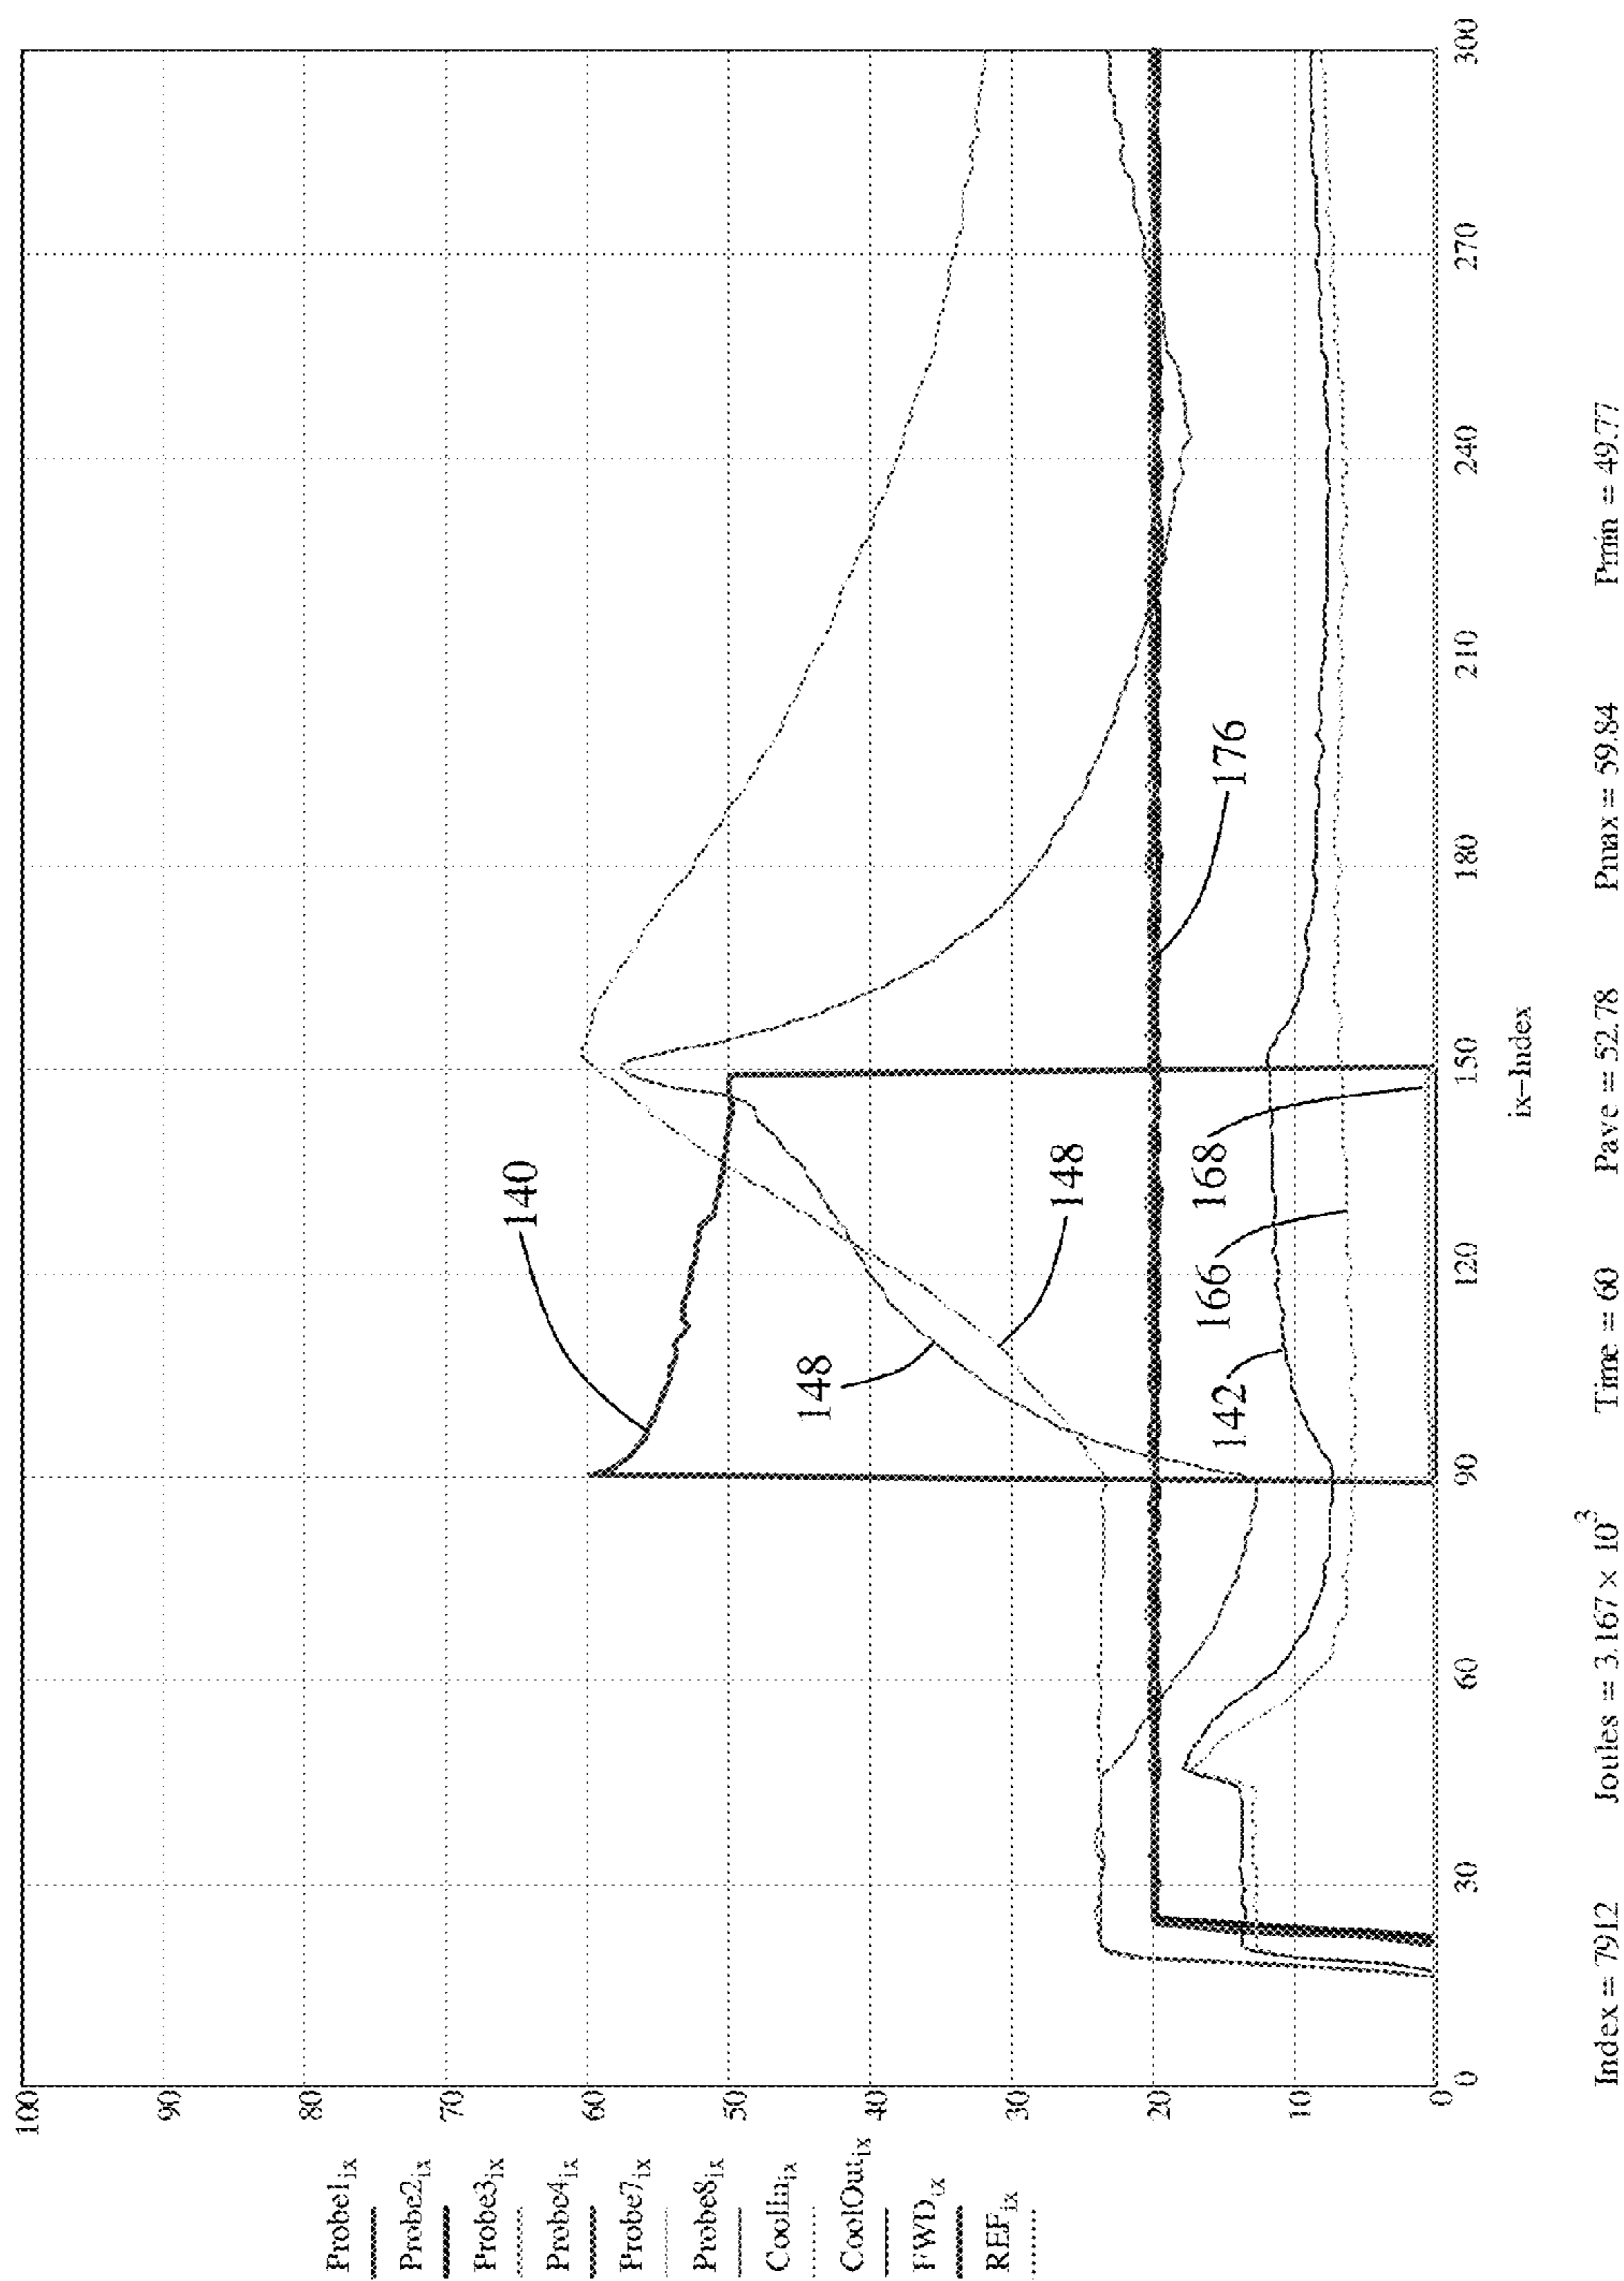 Probe1ix
Probe2ix
Probe3ix
Probe4ix
Probe7ix
Probe8ix
CoolInix
CoolOutix
FWDix
REFix
100
90
80
70
60
50
40
30
20
10
0
140
148
148
142
166
168
176
0
30
60
90
120
150
180
210
240
270
300
ix–Index
Index = 7912 Joules = 3.167 × 10³ Time = 60 Pave = 52.78 Pmax = 59.84 Pmin = 49.77